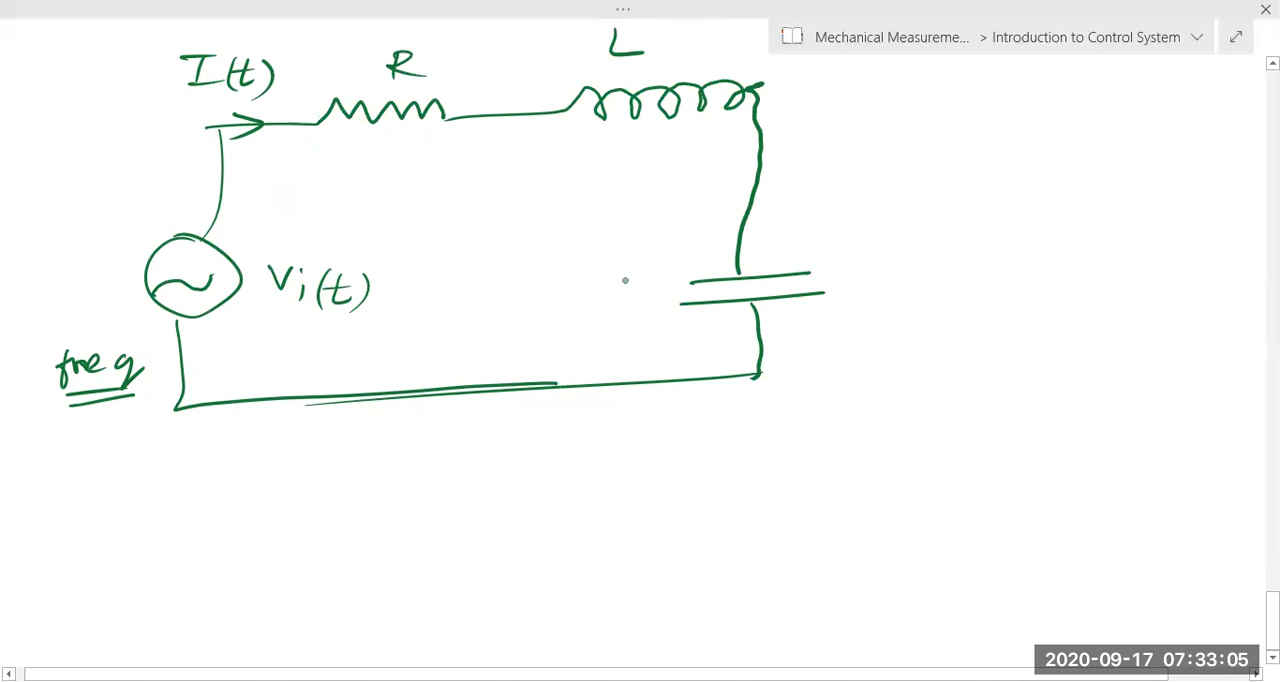 Mechanical Measureme... > Introduction to Control System
L
R
I(t)
Vi(t)
freq
2020-09-17 07:33:05